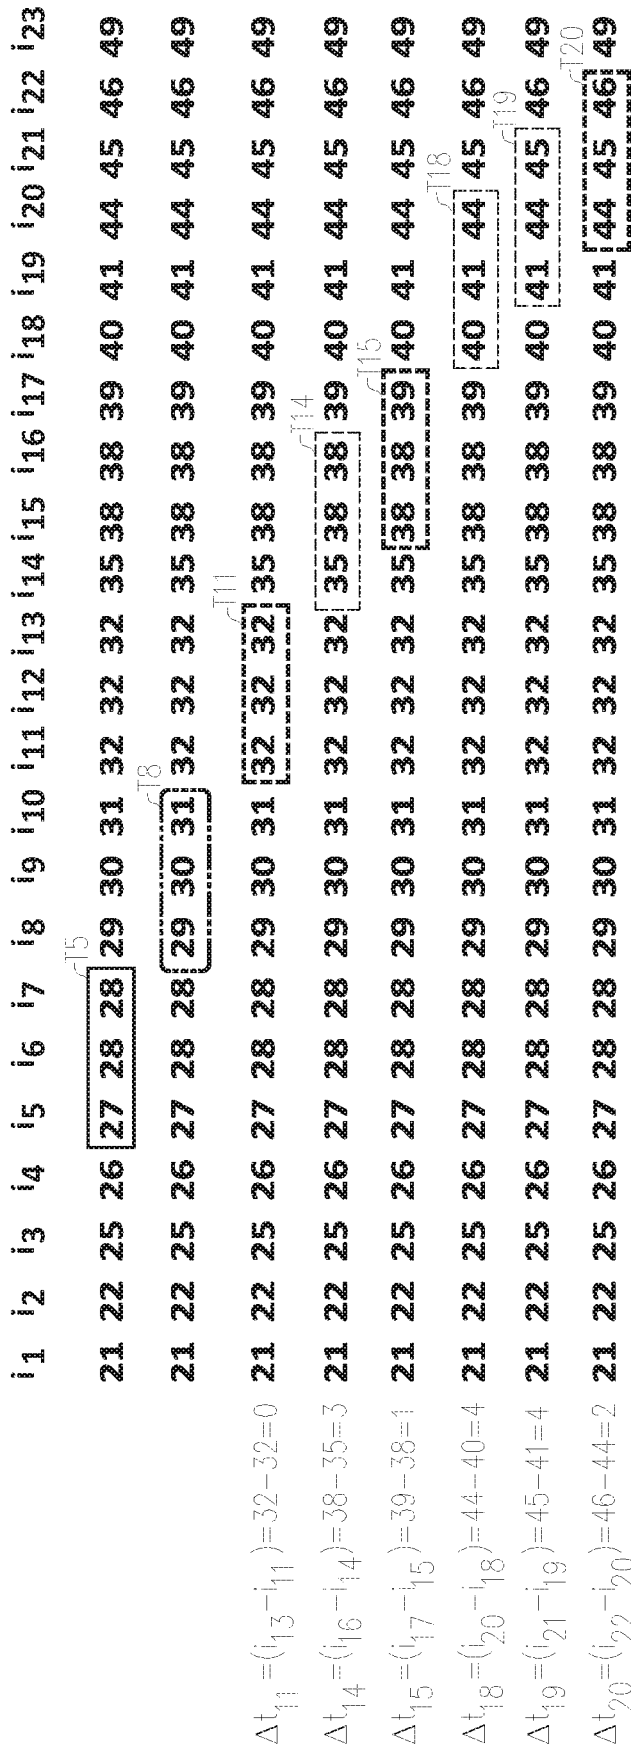 i1 i2 i3 i4 i5 i6 i7 i8 i9 i10 i11 i12 i13 i14 i15 i16 i17 i18 i19 i20 i21 i22 i23
T5
21 22 25 26 27 28 28 29 30 31 32 32 32 35 38 38 39 40 41 44 45 46 49
T8
21 22 25 26 27 28 28 29 30 31 32 32 32 35 38 38 39 40 41 44 45 46 49
T11
Δt11=(i13-i11)=32-32=0 21 22 25 26 27 28 28 29 30 31 32 32 32 35 38 38 39 40 41 44 45 46 49
T14
Δt14=(i16-i14)=38-35=3 21 22 25 26 27 28 28 29 30 31 32 32 32 35 38 38 39 40 41 44 45 46 49
T15
Δt15=(i17-i15)=39-38=1 21 22 25 26 27 28 28 29 30 31 32 32 32 35 38 38 39 40 41 44 45 46 49
T18
Δt18=(i20-i18)=44-40=4 21 22 25 26 27 28 28 29 30 31 32 32 32 35 38 38 39 40 41 44 45 46 49
T19
Δt19=(i21-i19)=45-41=4 21 22 25 26 27 28 28 29 30 31 32 32 32 35 38 38 39 40 41 44 45 46 49
T20
Δt20=(i22-i20)=46-44=2 21 22 25 26 27 28 28 29 30 31 32 32 32 35 38 38 39 40 41 44 45 46 49